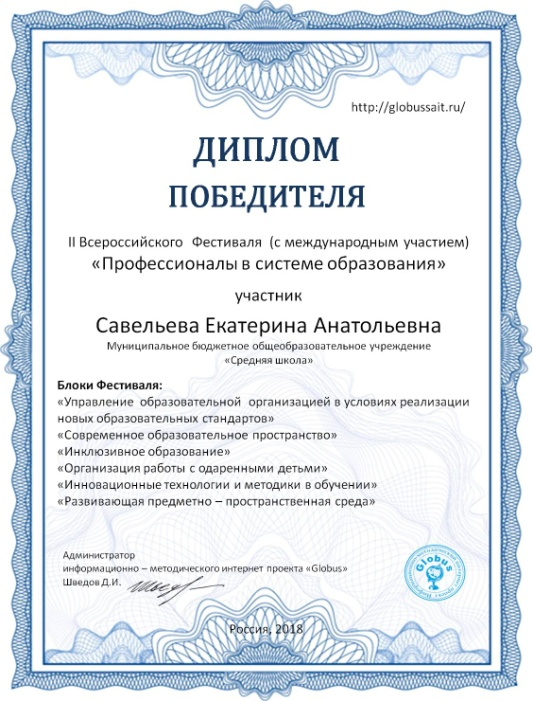 http://globussait.ru/
ДИПЛОМ
ПОБЕДИТЕЛЯ
II Всероссийского Фестиваля (с международным участием)
«Профессионалы в системе образования»
участник
Савельева Екатерина Анатольевна
Муниципальное бюджетное общеобразовательное учреждение
«Средняя школа»
Блоки Фестиваля:
«Управление образовательной организацией в условиях реализации
новых образовательных стандартов»
«Современное образовательное пространство»
«Инклюзивное образование»
«Организация работы с одаренными детьми»
«Инновационные технологии и методики в обучении»
«Развивающая предметно – пространственная среда»
Администратор
информационно – методического интернет проекта «Globus»
Шведов Д.И.
Globus
Россия, 2018